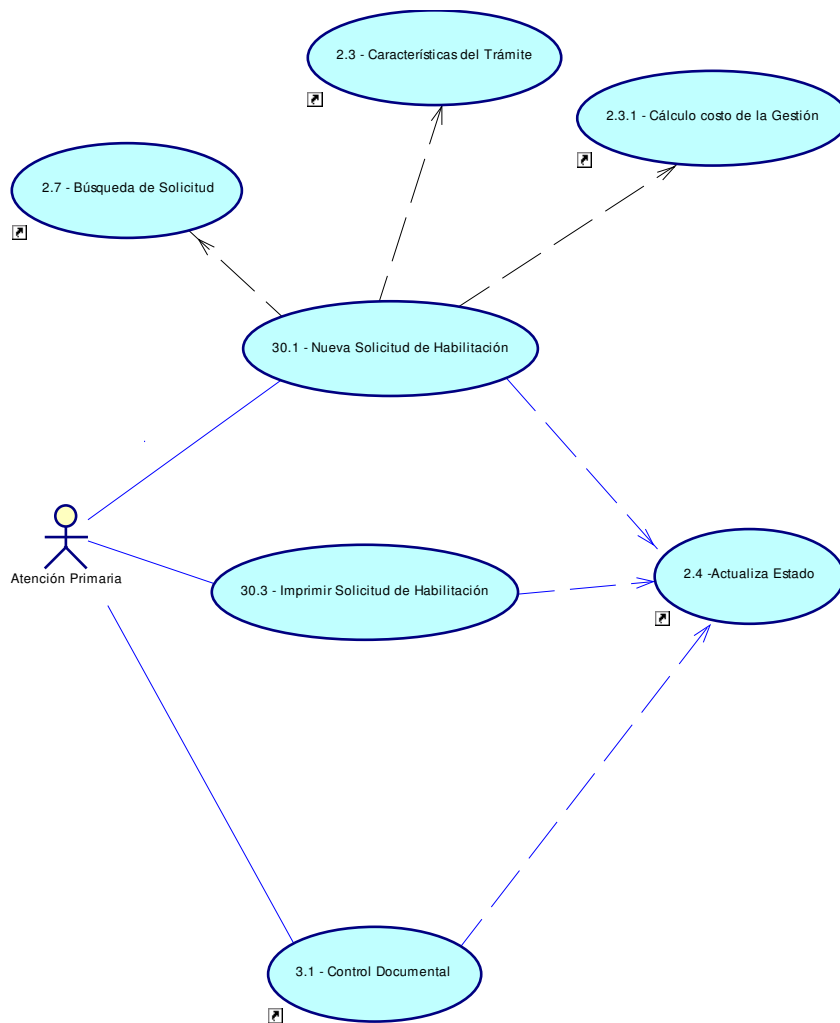 2.3 - Características del Trámite
2.3.1 - Cálculo costo de la Gestión
2.7 - Búsqueda de Solicitud
30.1 - Nueva Solicitud de Habilitación
Atención Primaria
30.3 - Imprimir Solicitud de Habilitación
2.4 -Actualiza Estado
3.1 - Control Documental